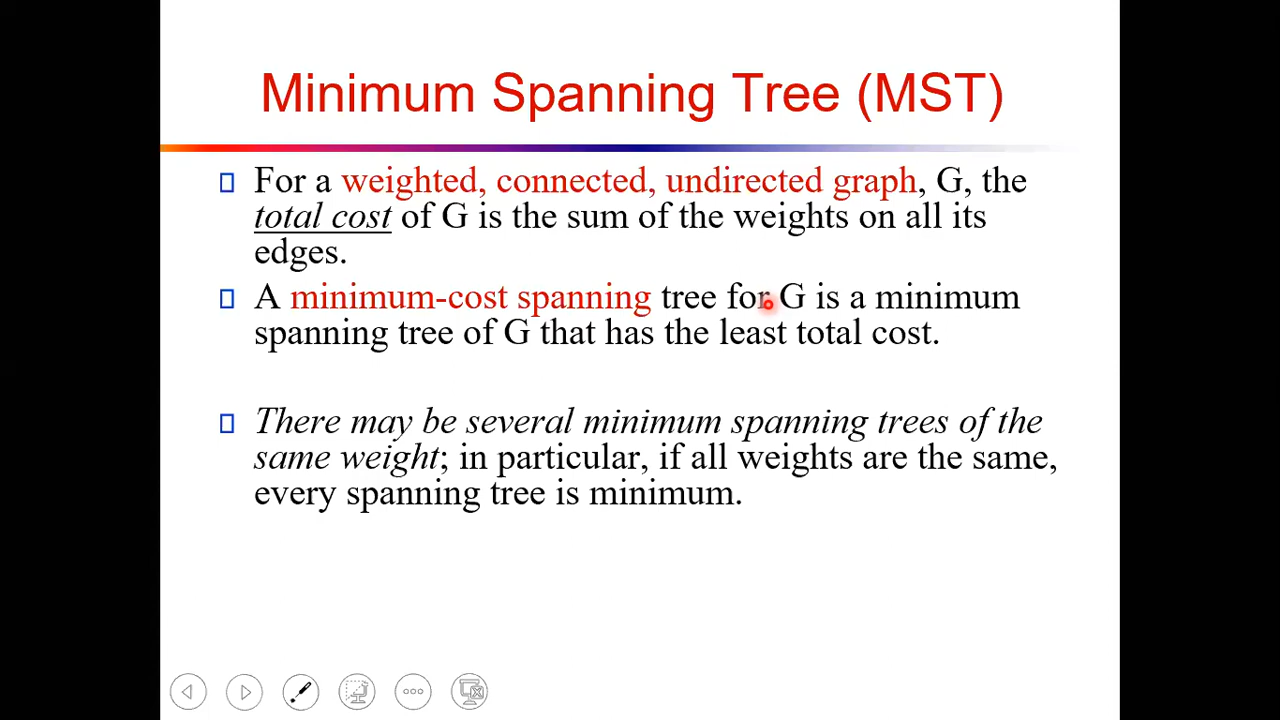 Minimum Spanning Tree (MST)
For a weighted, connected, undirected graph, G, the
total cost of G is the sum of the weights on all its
edges.
A minimum-cost spanning tree for G is a minimum
spanning tree of G that has the least total cost.
There may be several minimum spanning trees of the
same weight; in particular, if all weights are the same,
every spanning tree is minimum.